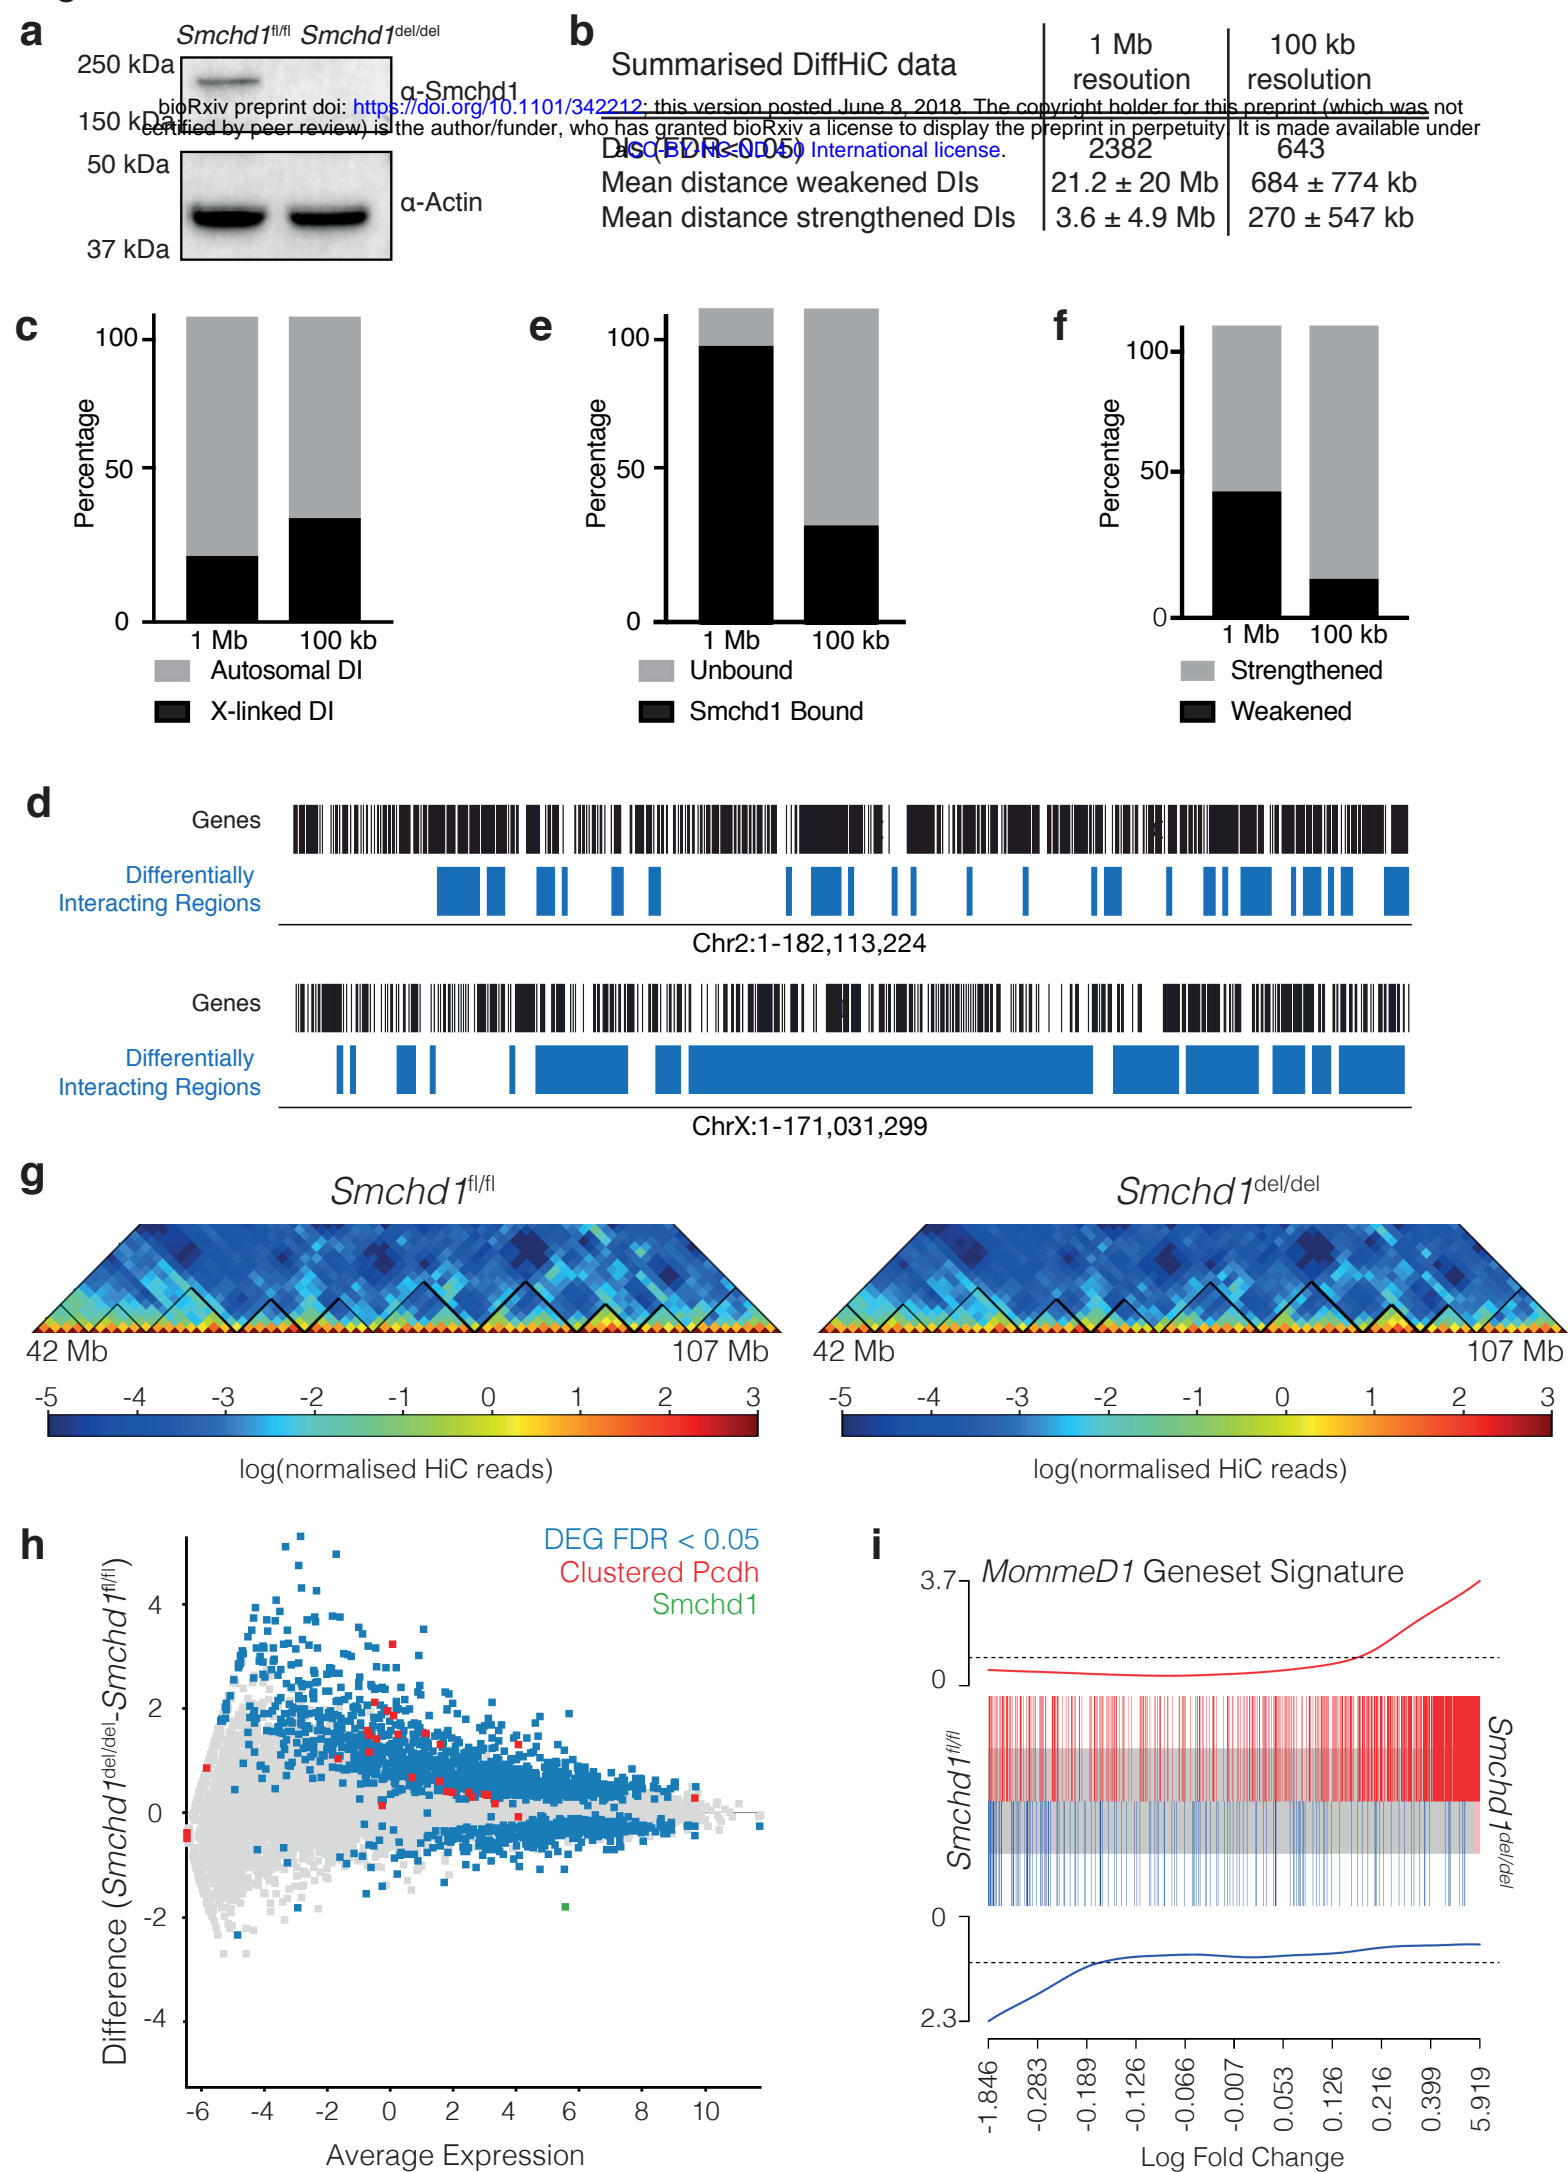 a
Smchd1fl/fl Smchd1del/del
250 kDa
α-Smchd1
150 kDa
50 kDa
α-Actin
37 kDa
b
Summarised DiffHiC data
1 Mb resoution
100 kb resolution
bioRxiv preprint doi: https://doi.org/10.1101/342212; this version posted June 8, 2018. The copyright holder for this preprint (which was not
certified by peer review) is the author/funder, who has granted bioRxiv a license to display the preprint in perpetuity. It is made available under
aCC-BY-NC-ND 4.0 International license.
DIs (FDR<0.05) 2382 643
Mean distance weakened DIs 21.2 ± 20 Mb 684 ± 774 kb
Mean distance strengthened DIs 3.6 ± 4.9 Mb 270 ± 547 kb
c
Percentage
100
50
0
1 Mb 100 kb
Autosomal DI
X-linked DI
e
Percentage
100
50
0
1 Mb 100 kb
Unbound
Smchd1 Bound
f
Percentage
100
50
0
1 Mb 100 kb
Strengthened
Weakened
d
Genes
Differentially
Interacting Regions
Chr2:1-182,113,224
Genes
Differentially
Interacting Regions
ChrX:1-171,031,299
g
Smchd1fl/fl
42 Mb 107 Mb
-5 -4 -3 -2 -1 0 1 2 3
log(normalised HiC reads)
Smchd1del/del
42 Mb 107 Mb
-5 -4 -3 -2 -1 0 1 2 3
log(normalised HiC reads)
h
DEG FDR < 0.05
Clustered Pcdh
Smchd1
Difference (Smchd1del/del-Smchd1fl/fl)
4
2
0
-2
-4
-6 -4 -2 0 2 4 6 8 10
Average Expression
i
MommeD1 Geneset Signature
3.7
0
Smchd1fl/fl
Smchd1del/del
0
2.3
-1.846 -0.283 -0.189 -0.126 -0.066 -0.007 0.053 0.126 0.216 0.399 5.919
Log Fold Change